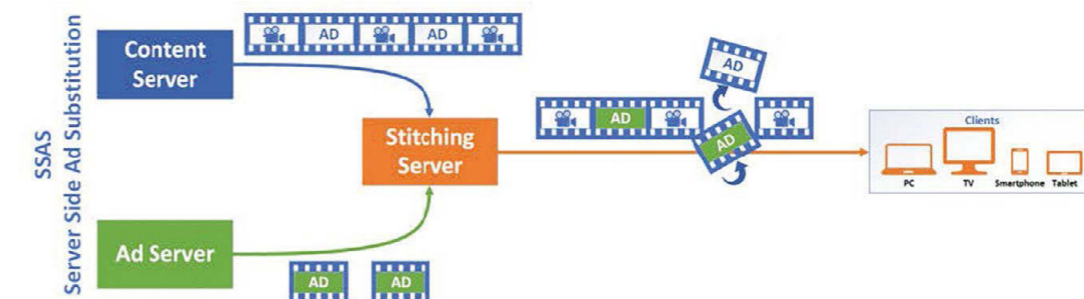 SSAS
Server Side Ad Substitution
Content
Server
AD
AD
Stitching
Server
AD
AD
AD
Clients
PC
TV
Smartphone
Tablet
Ad Server
AD
AD